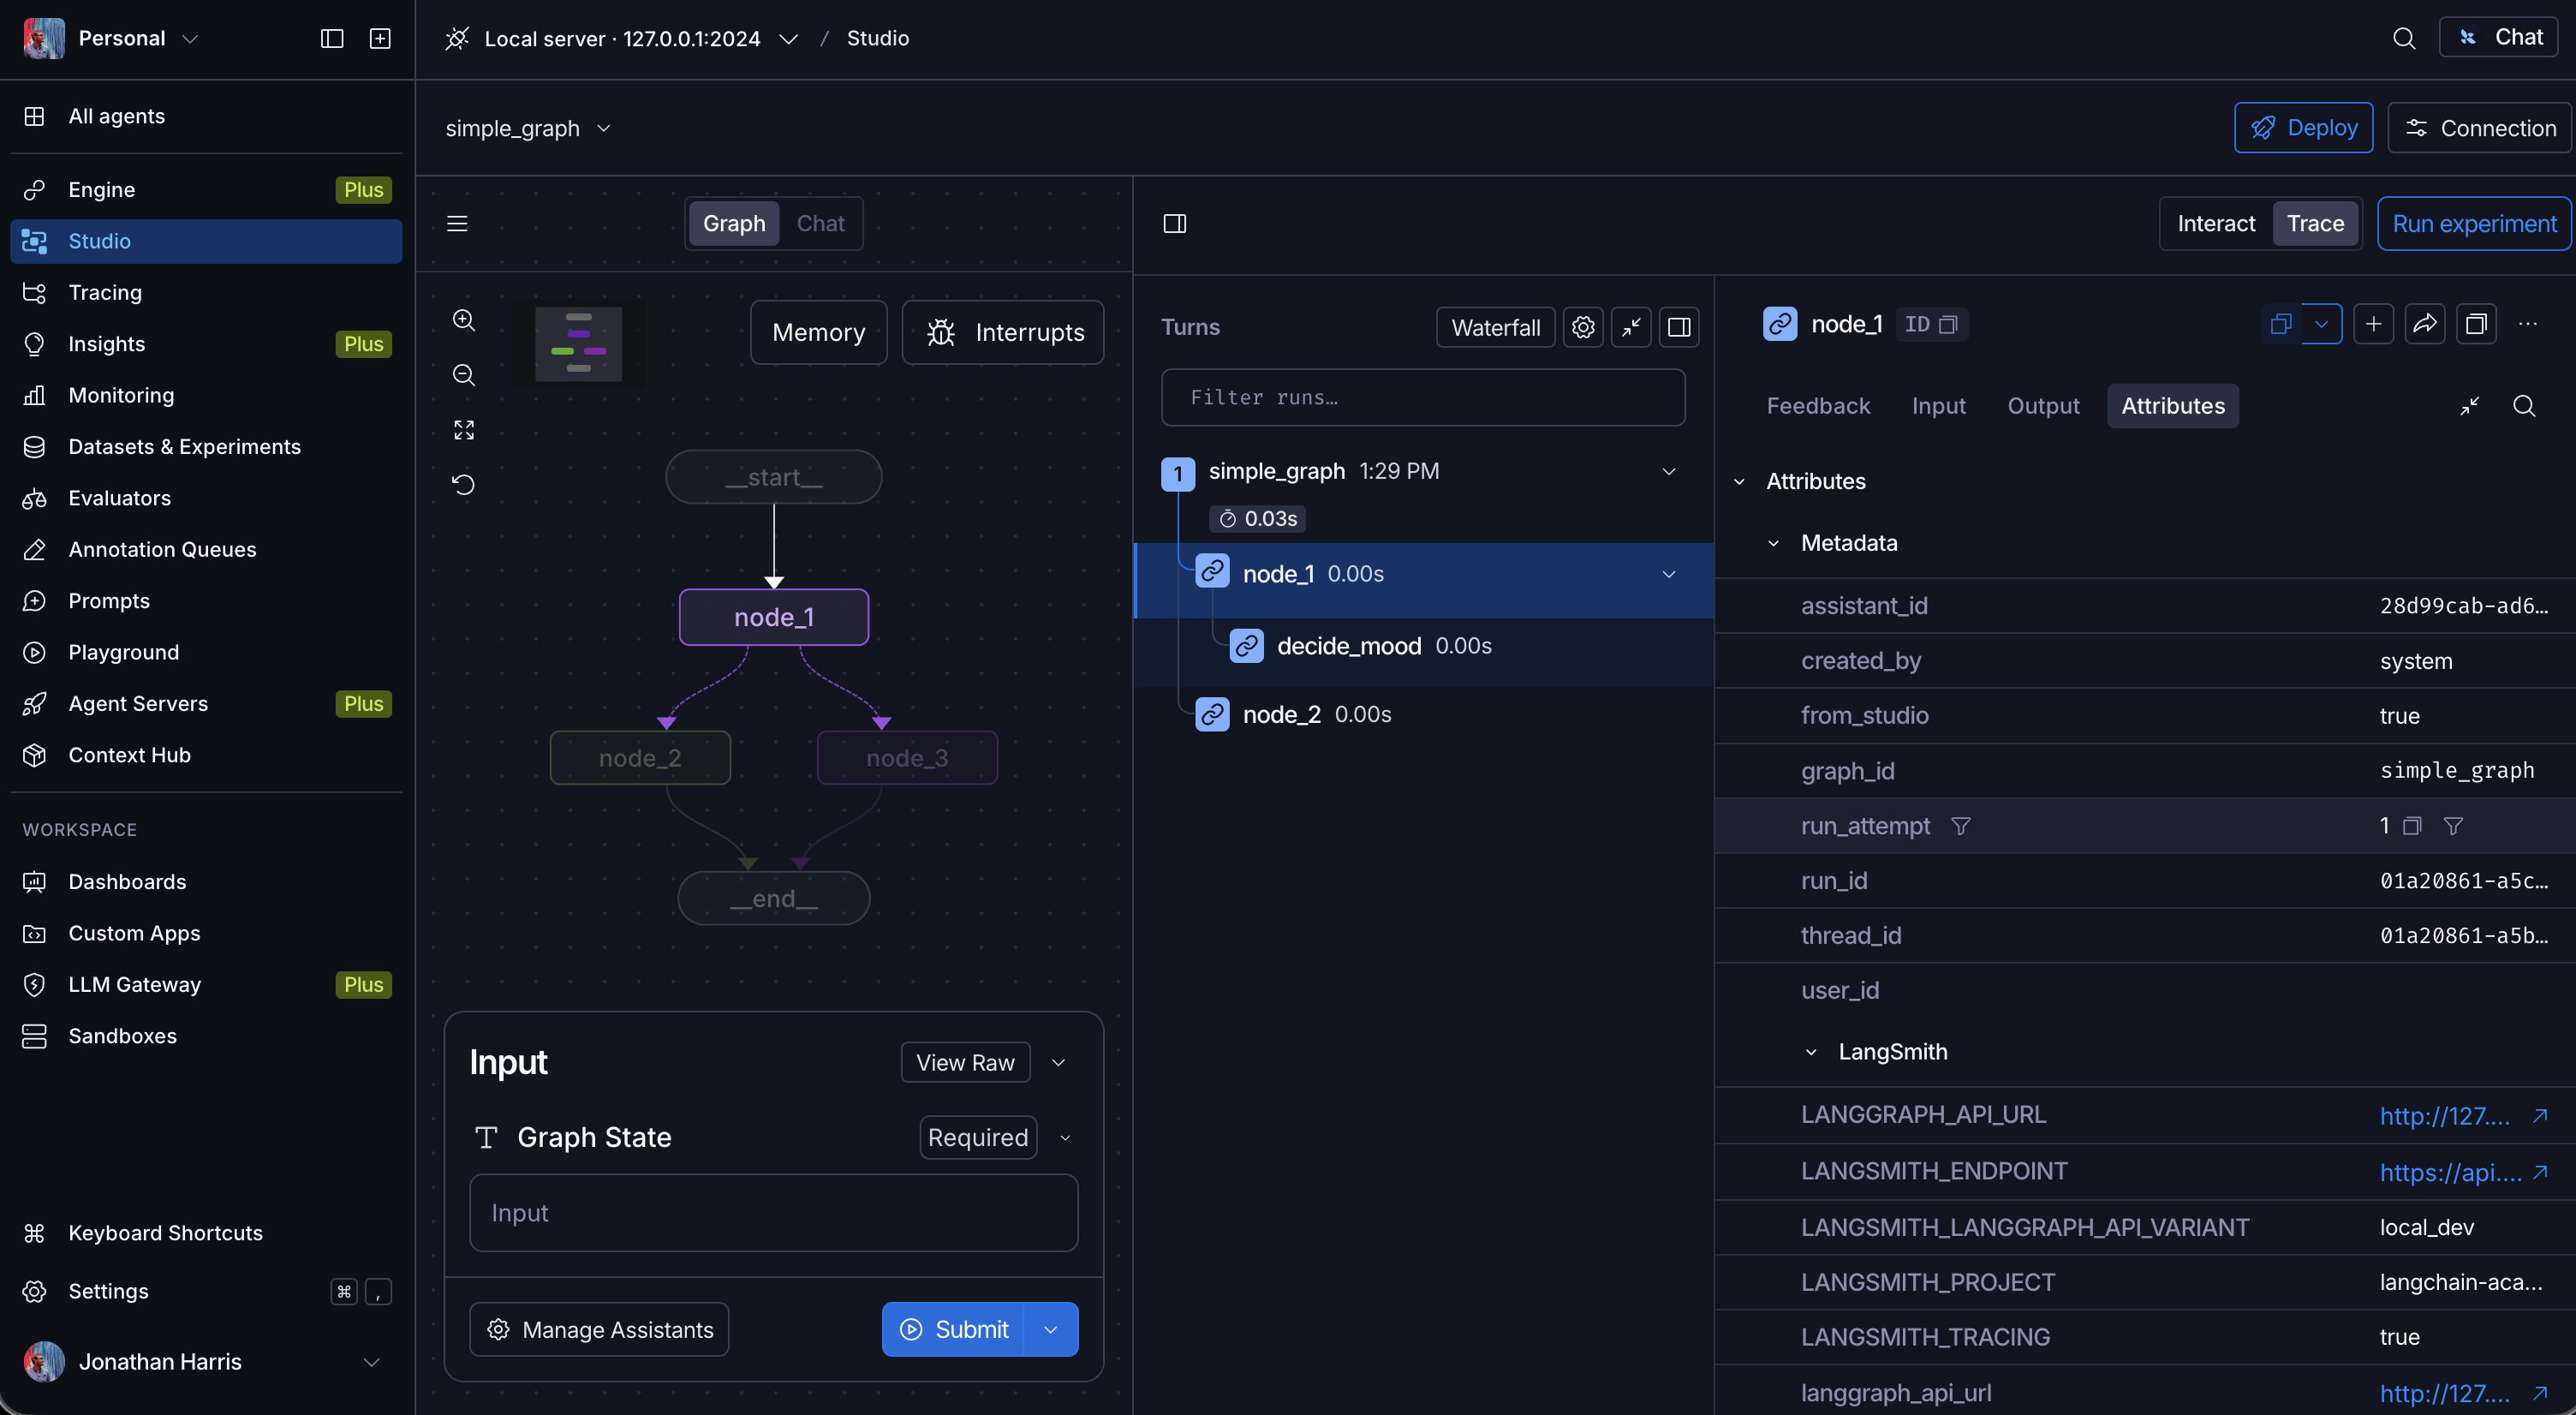 Personal
All agents
Engine Plus
Studio
Tracing
Insights Plus
Monitoring
Datasets & Experiments
Evaluators
Annotation Queues
Prompts
Playground
Agent Servers Plus
Context Hub
WORKSPACE
Dashboards
Custom Apps
LLM Gateway Plus
Sandboxes
Keyboard Shortcuts
Settings ⌘ ,
Jonathan Harris
Local server · 127.0.0.1:2024 / Studio
Chat
simple_graph
Deploy
Connection
Graph Chat
Memory
Interrupts
__start__
node_1
node_2
node_3
__end__
Input
View Raw
Graph State
Required
Input
Manage Assistants
Submit
Interact Trace
Run experiment
Turns
Waterfall
Filter runs…
1 simple_graph 1:29 PM
0.03s
node_1 0.00s
decide_mood 0.00s
node_2 0.00s
node_1 ID
Feedback Input Output Attributes
Attributes
Metadata
assistant_id 28d99cab-ad6…
created_by system
from_studio true
graph_id simple_graph
run_attempt 1
run_id 01a20861-a5c…
thread_id 01a20861-a5b…
user_id
LangSmith
LANGGRAPH_API_URL http://127.…
LANGSMITH_ENDPOINT https://api.…
LANGSMITH_LANGGRAPH_API_VARIANT local_dev
LANGSMITH_PROJECT langchain-aca…
LANGSMITH_TRACING true
langgraph_api_url http://127.…